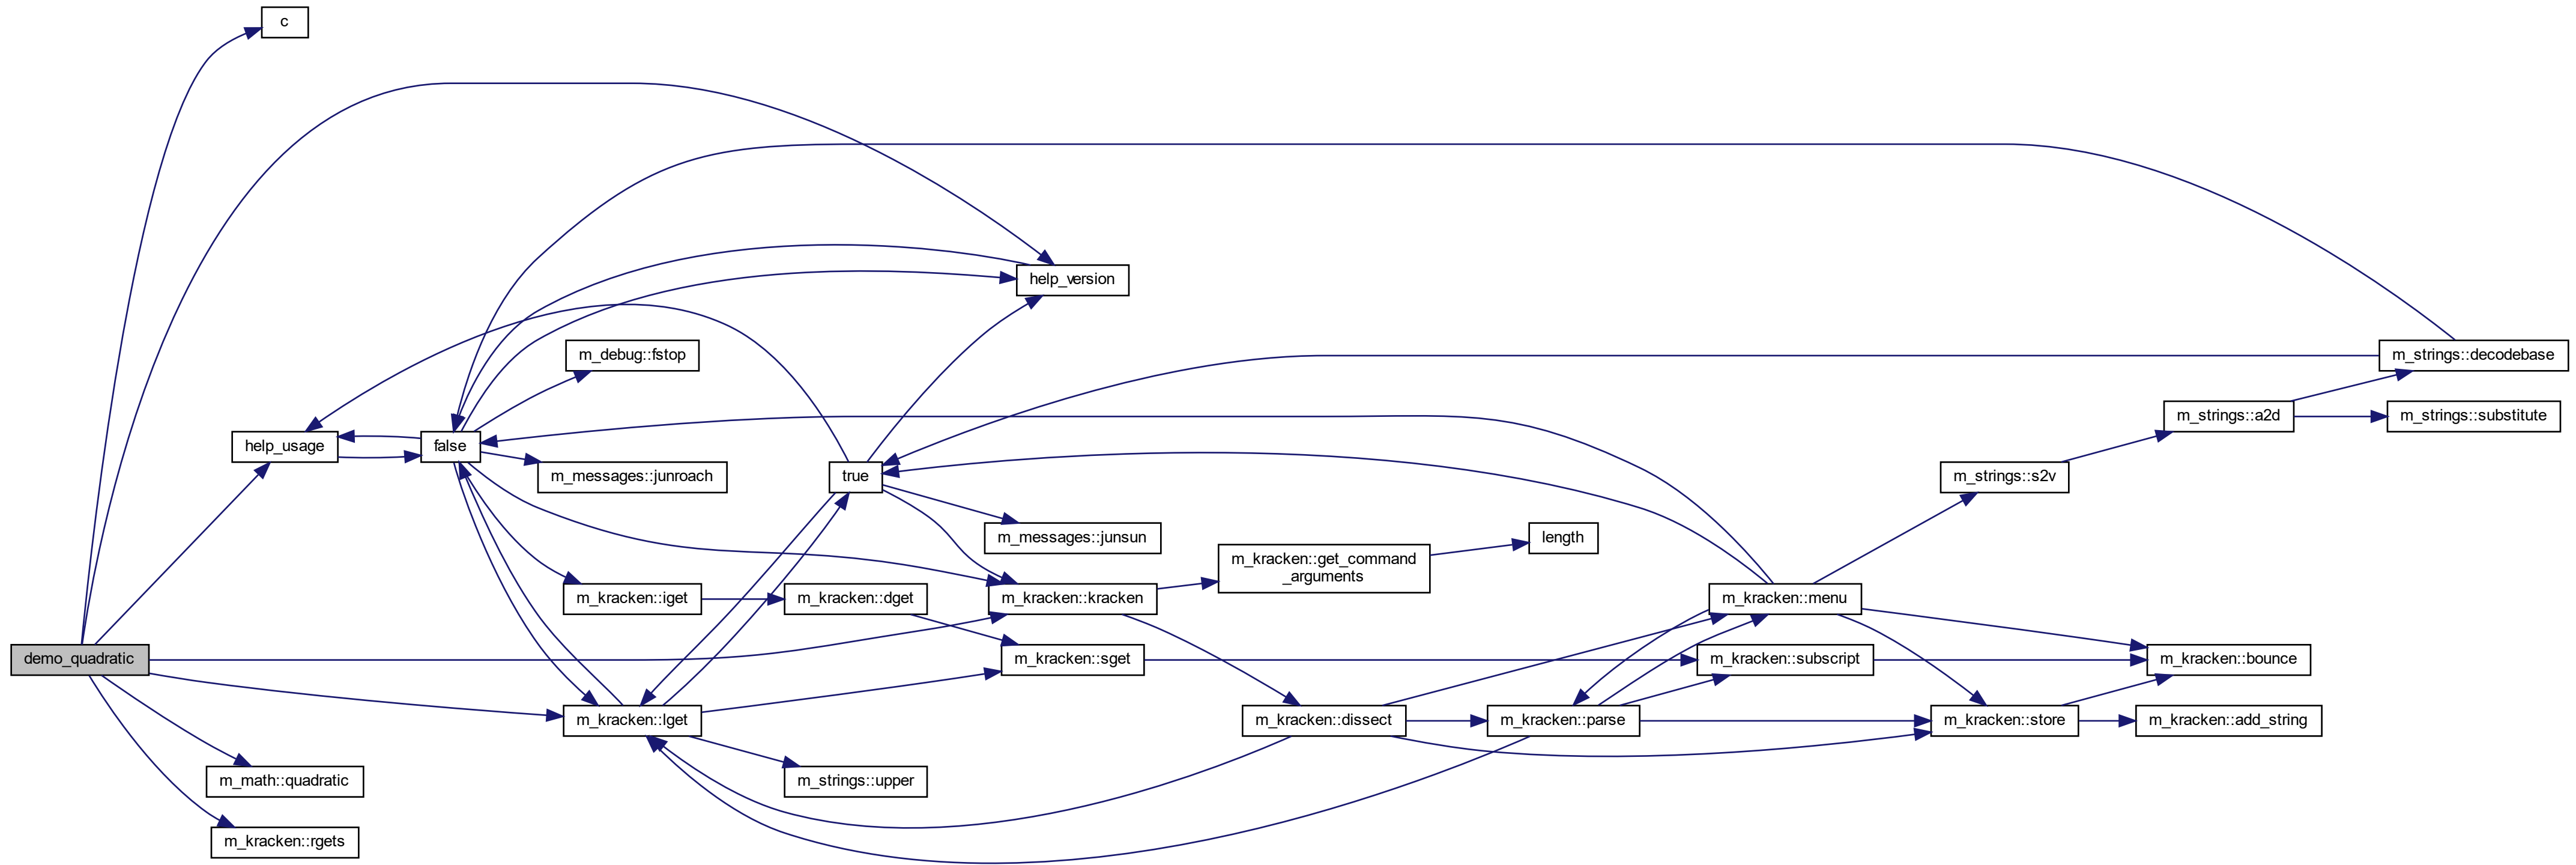 c
help_version
m_debug::fstop
m_strings::decodebase
m_strings::a2d
m_strings::substitute
help_usage
false
m_messages::junroach
true
m_strings::s2v
m_messages::junsun
length
m_kracken::get_command
_arguments
m_kracken::iget
m_kracken::dget
m_kracken::kracken
m_kracken::menu
demo_quadratic
m_kracken::sget
m_kracken::subscript
m_kracken::bounce
m_kracken::lget
m_kracken::dissect
m_kracken::parse
m_kracken::store
m_kracken::add_string
m_math::quadratic
m_strings::upper
m_kracken::rgets